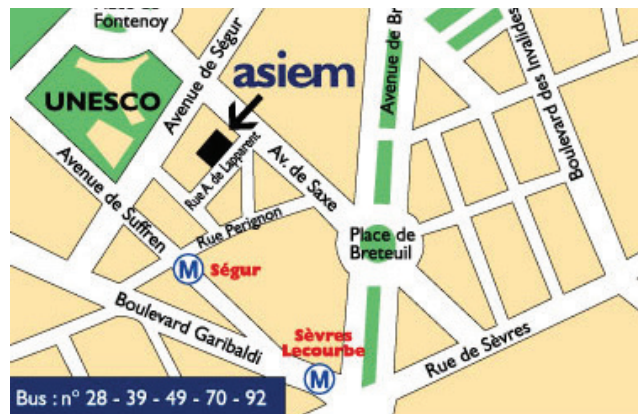 Fontenoy
Avenue de Ségur
UNESCO
asiem
Avenue de Br
Boulevard des Invalides
Rue A. de Lapparent
Av. de Saxe
Avenue de Suffren
Rue Perignon
Place de
Breteuil
M Ségur
Boulevard Garibaldi
Sèvres
Lecourbe
M
Rue de Sèvres
Bus : n° 28 - 39 - 49 - 70 - 92